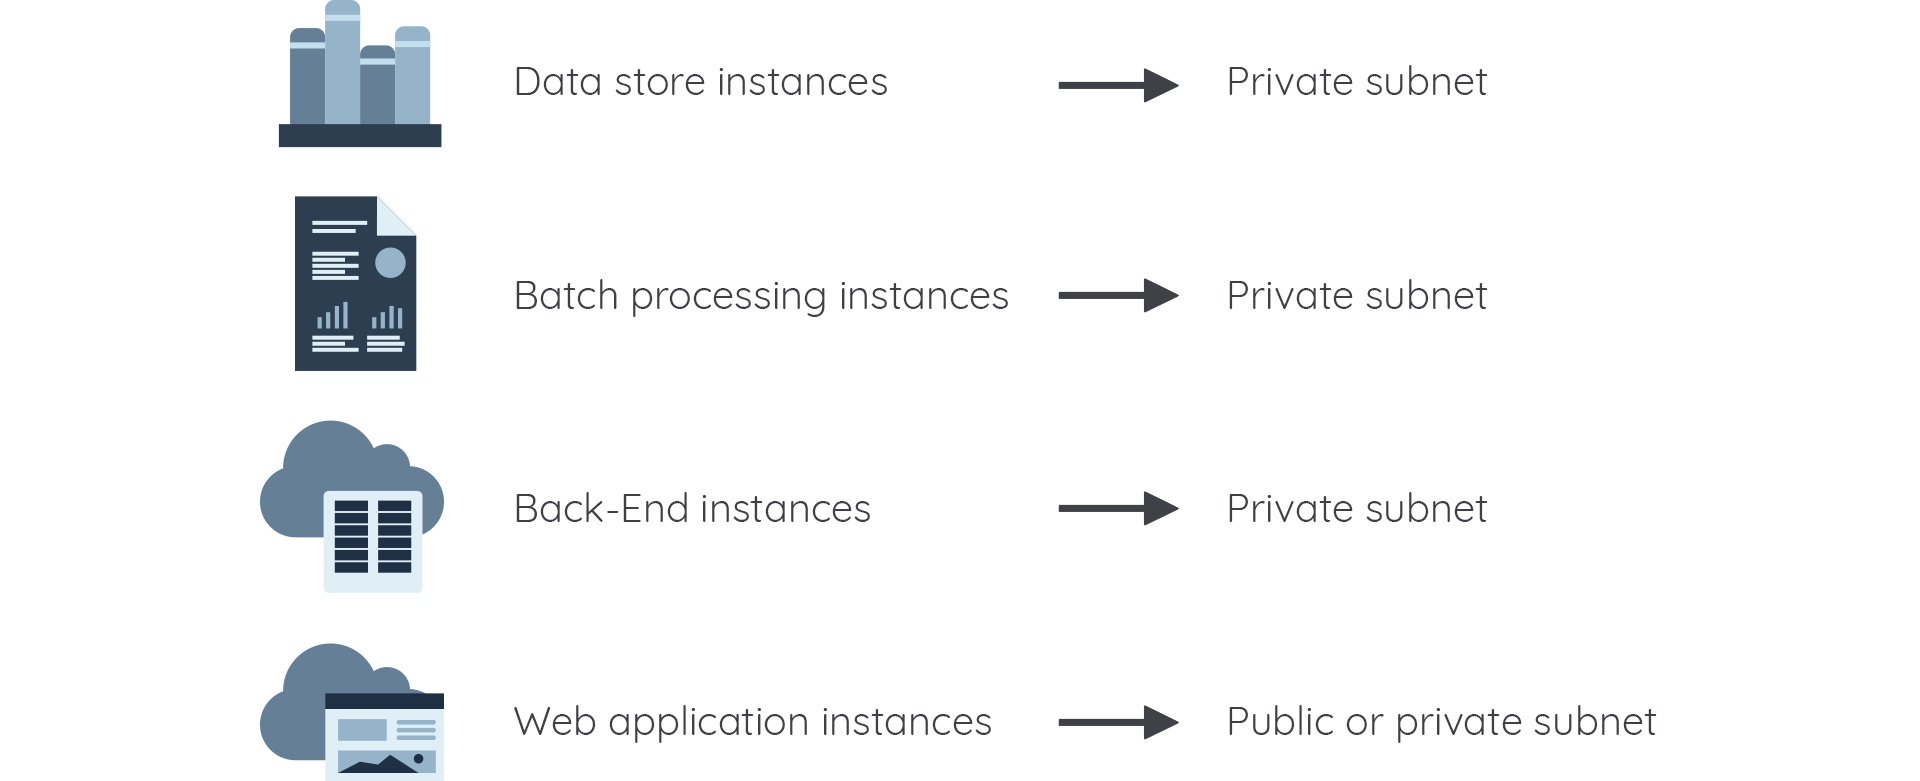 Data store instances Private subnet
Batch processing instances Private subnet
Back-End instances Private subnet
Web application instances Public or private subnet